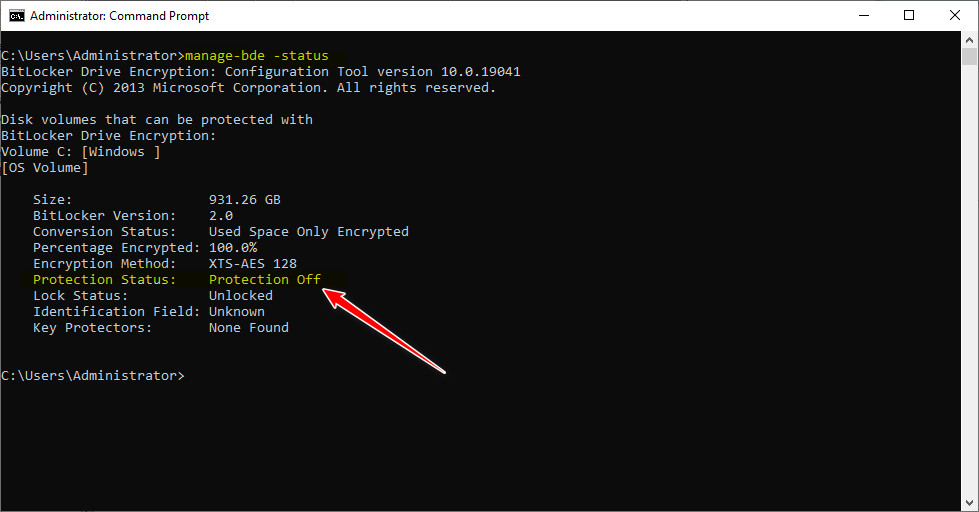 Administrator: Command Prompt
C:\Users\Administrator>manage-bde -status
BitLocker Drive Encryption: Configuration Tool version 10.0.19041
Copyright (C) 2013 Microsoft Corporation. All rights reserved.
Disk volumes that can be protected with
BitLocker Drive Encryption:
Volume C: [Windows ]
[OS Volume]
Size: 931.26 GB
BitLocker Version: 2.0
Conversion Status: Used Space Only Encrypted
Percentage Encrypted: 100.0%
Encryption Method: XTS-AES 128
Protection Status: Protection Off
Lock Status: Unlocked
Identification Field: Unknown
Key Protectors: None Found
C:\Users\Administrator>